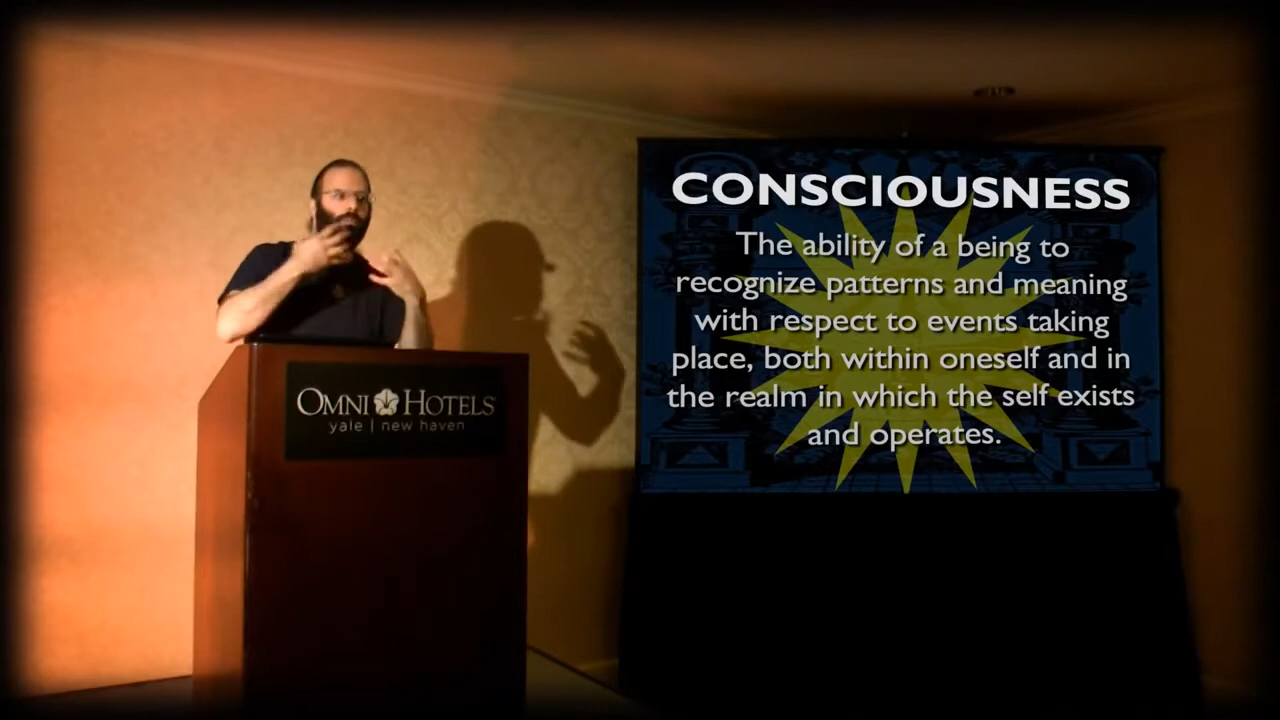 OMNI HOTELS
yale | new haven
CONSCIOUSNESS
The ability of a being to
recognize patterns and meaning
with respect to events taking
place, both within oneself and in
the realm in which the self exists
and operates.